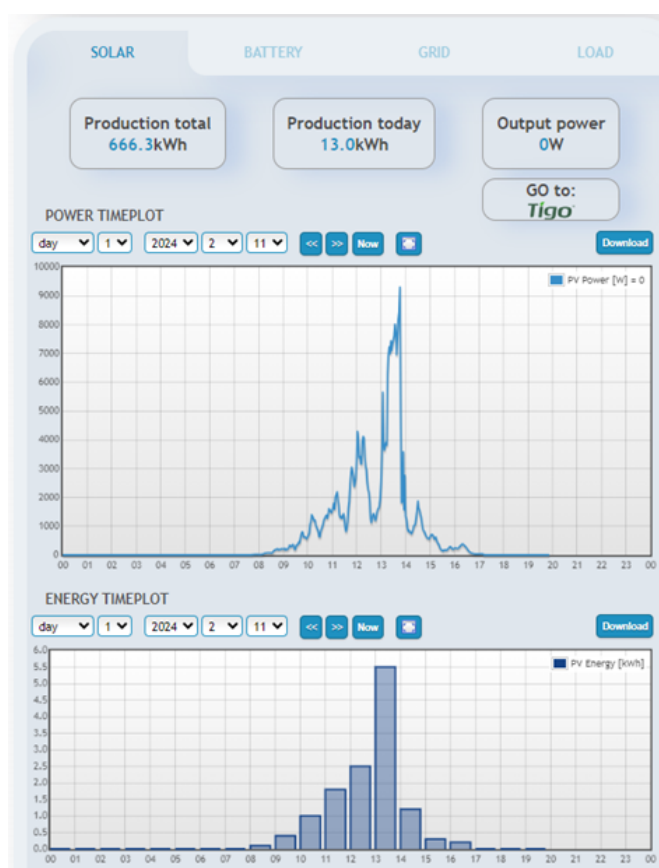 SOLAR BATTERY GRID LOAD
Production total Production today Output power
666.3kWh 13.0kWh 0W
GO to:
Tigo
POWER TIMEPLOT
day 1 2024 2 11 << >> Now Download
PV Power [W] = 0
10000
9000
8000
7000
6000
5000
4000
3000
2000
1000
0
00 01 02 03 04 05 06 07 08 09 10 11 12 13 14 15 16 17 18 19 20 21 22 23 00
ENERGY TIMEPLOT
day 1 2024 2 11 << >> Now Download
PV Energy [kWh]
6.0
5.5
5.0
4.5
4.0
3.5
3.0
2.5
2.0
1.5
1.0
0.5
0.0
00 01 02 03 04 05 06 07 08 09 10 11 12 13 14 15 16 17 18 19 20 21 22 23 00